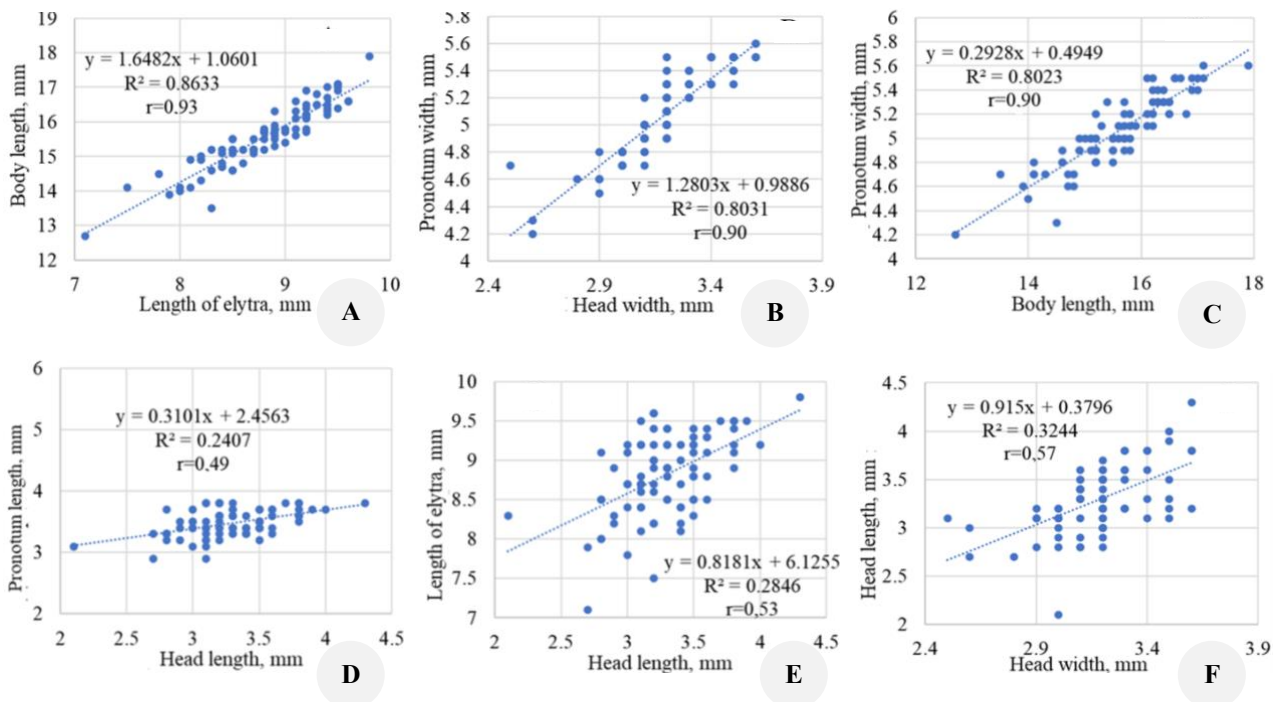 Body length, mm
19
18
17
16
15
14
13
12
y = 1.6482x + 1.0601
R² = 0.8633
r=0.93
7
8
9
10
Length of elytra, mm
A
Pronotum width, mm
5.8
5.6
5.4
5.2
5
4.8
4.6
4.4
4.2
4
y = 1.2803x + 0.9886
R² = 0.8031
r=0,90
2.4
2.9
3.4
3.9
Head width, mm
B
Pronotum width, mm
6
5.8
5.6
5.4
5.2
5
4.8
4.6
4.4
4.2
4
y = 0.2928x + 0.4949
R² = 0.8023
r=0.90
12
14
16
18
Body length, mm
C
Pronotum length, mm
6
5
4
3
2
y = 0.3101x + 2.4563
R² = 0.2407
r=0.49
2
2.5
3
3.5
4
4.5
Head length, mm
D
Length of elytra, mm
10
9.5
9
8.5
8
7.5
7
y = 0.8181x + 6.1255
R² = 0.2846
r=0,53
2
2.5
3
3.5
4
4.5
Head length, mm
E
Head length, mm
4.5
4
3.5
3
2.5
2
y = 0.915x + 0.3796
R² = 0.3244
r=0,57
2.4
2.9
3.4
3.9
Head width, mm
F